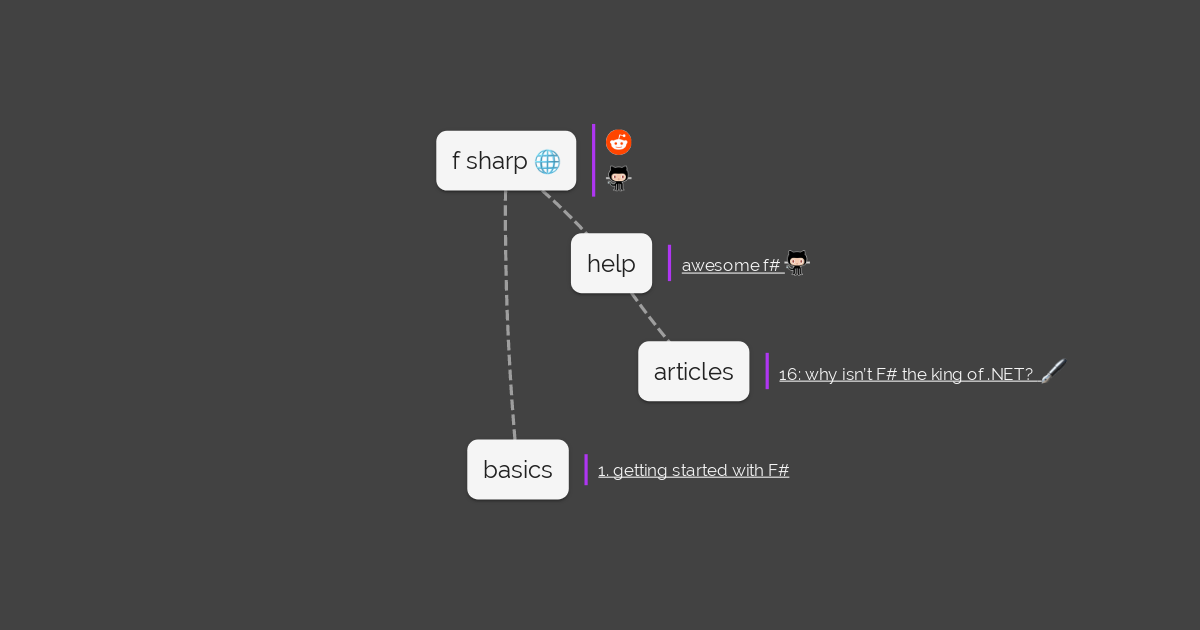 f sharp
help
awesome f#
articles
16: why isn’t F# the king of .NET?
basics
1. getting started with F#